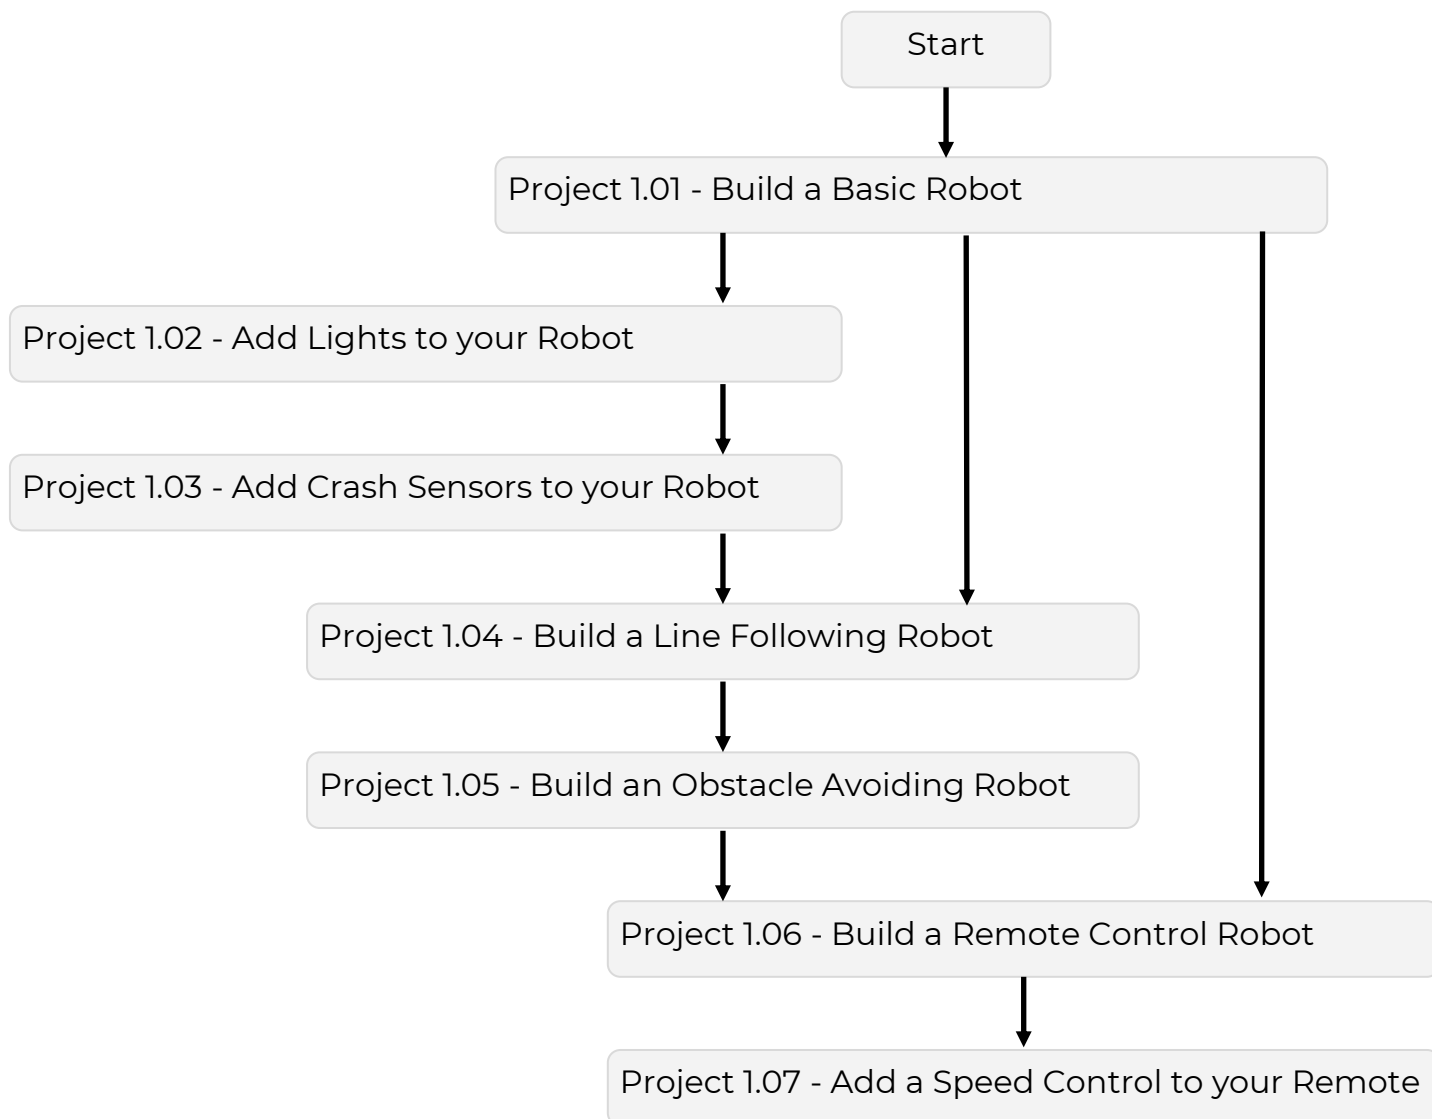 Start
Project 1.01 - Build a Basic Robot
Project 1.02 - Add Lights to your Robot
Project 1.03 - Add Crash Sensors to your Robot
Project 1.04 - Build a Line Following Robot
Project 1.05 - Build an Obstacle Avoiding Robot
Project 1.06 - Build a Remote Control Robot
Project 1.07 - Add a Speed Control to your Remote